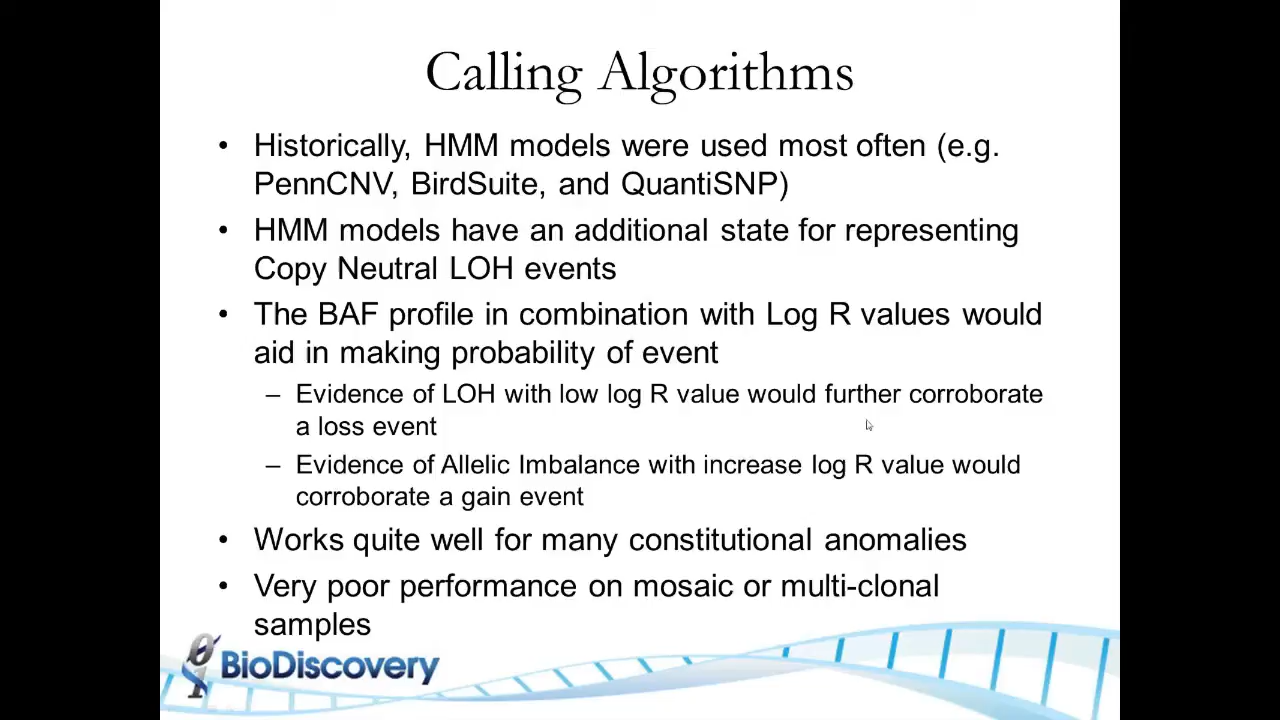 Calling Algorithms
• Historically, HMM models were used most often (e.g.
PennCNV, BirdSuite, and QuantiSNP)
• HMM models have an additional state for representing
Copy Neutral LOH events
• The BAF profile in combination with Log R values would
aid in making probability of event
– Evidence of LOH with low log R value would further corroborate
a loss event
– Evidence of Allelic Imbalance with increase log R value would
corroborate a gain event
• Works quite well for many constitutional anomalies
• Very poor performance on mosaic or multi-clonal
samples
BioDiscovery